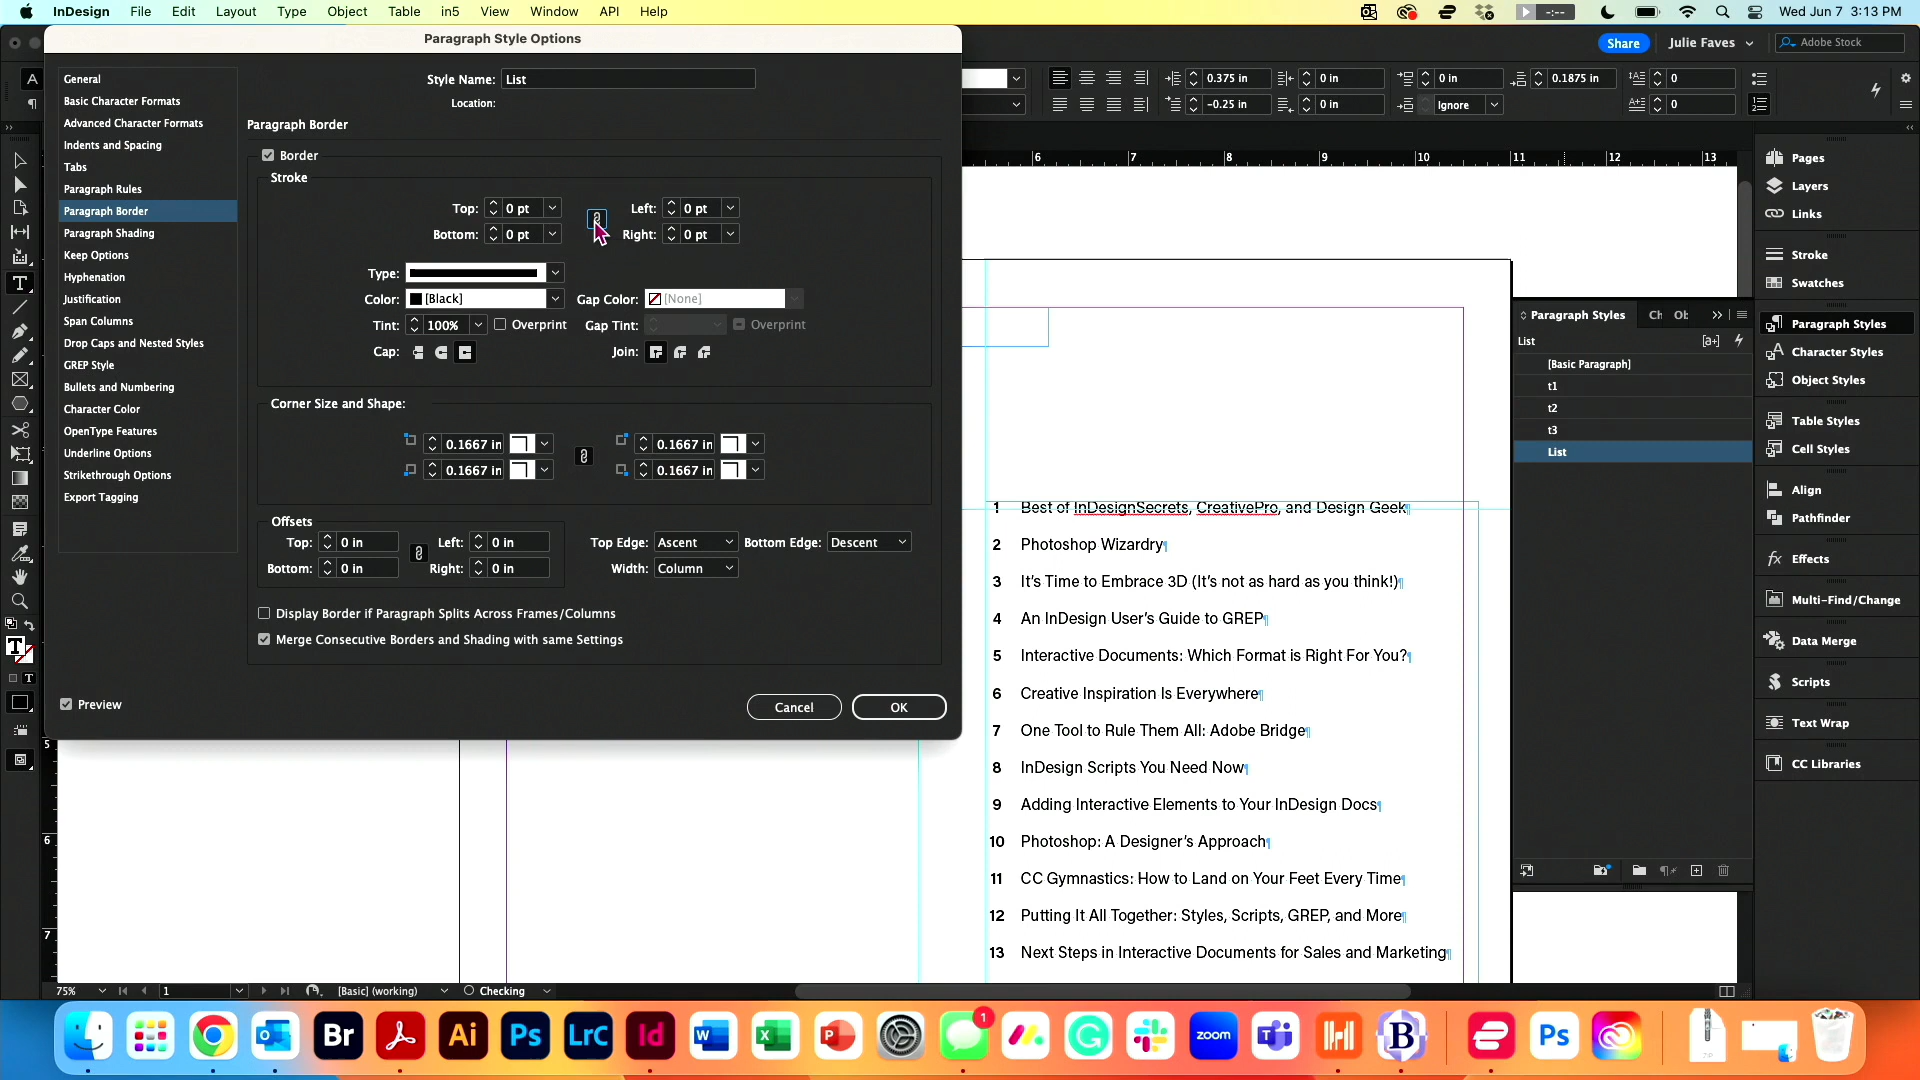 InDesign File Edit Layout Type Object Table in5 View Window API Help
-:-- Wed Jun 7 3:13 PM
Paragraph Style Options
Share Julie Faves Adobe Stock
A
0.375 in 0 in 0 in 0.1875 in 0
-0.25 in 0 in Ignore 0
General
Basic Character Formats
Advanced Character Formats
Indents and Spacing
Tabs
Paragraph Rules
Paragraph Border
Paragraph Shading
Keep Options
Hyphenation
Justification
Span Columns
Drop Caps and Nested Styles
GREP Style
Bullets and Numbering
Character Color
OpenType Features
Underline Options
Strikethrough Options
Export Tagging
Style Name: List
Location:
Paragraph Border
Border
Stroke
Top: 0 pt Left: 0 pt
Bottom: 0 pt Right: 0 pt
Type:
Color: [Black] Gap Color: [None]
Tint: 100% Overprint Gap Tint: Overprint
Cap: Join:
Corner Size and Shape:
0.1667 in 0.1667 in
0.1667 in 0.1667 in
Offsets
Top: 0 in Left: 0 in Top Edge: Ascent Bottom Edge: Descent
Bottom: 0 in Right: 0 in Width: Column
Display Border if Paragraph Splits Across Frames/Columns
Merge Consecutive Borders and Shading with same Settings
Preview
Cancel OK
6 7 8 9 10 11 12 13
5
6
7
1 Best of InDesignSecrets, CreativePro, and Design Geek¶
2 Photoshop Wizardry¶
3 It’s Time to Embrace 3D (It’s not as hard as you think!)¶
4 An InDesign User’s Guide to GREP¶
5 Interactive Documents: Which Format is Right For You?¶
6 Creative Inspiration Is Everywhere¶
7 One Tool to Rule Them All: Adobe Bridge¶
8 InDesign Scripts You Need Now¶
9 Adding Interactive Elements to Your InDesign Docs¶
10 Photoshop: A Designer’s Approach¶
11 CC Gymnastics: How to Land on Your Feet Every Time¶
12 Putting It All Together: Styles, Scripts, GREP, and More¶
13 Next Steps in Interactive Documents for Sales and Marketing¶
Paragraph Styles Ch Ob
List [a+]
[Basic Paragraph]
t1
t2
t3
List
Pages
Layers
Links
Stroke
Swatches
Paragraph Styles
Character Styles
Object Styles
Table Styles
Cell Styles
Align
Pathfinder
fx Effects
Multi-Find/Change
Data Merge
Scripts
Text Wrap
CC Libraries
75% 1 [Basic] (working) Checking
Br Ai Ps Lrc Id W X P 1 zoom B Ps ZIP